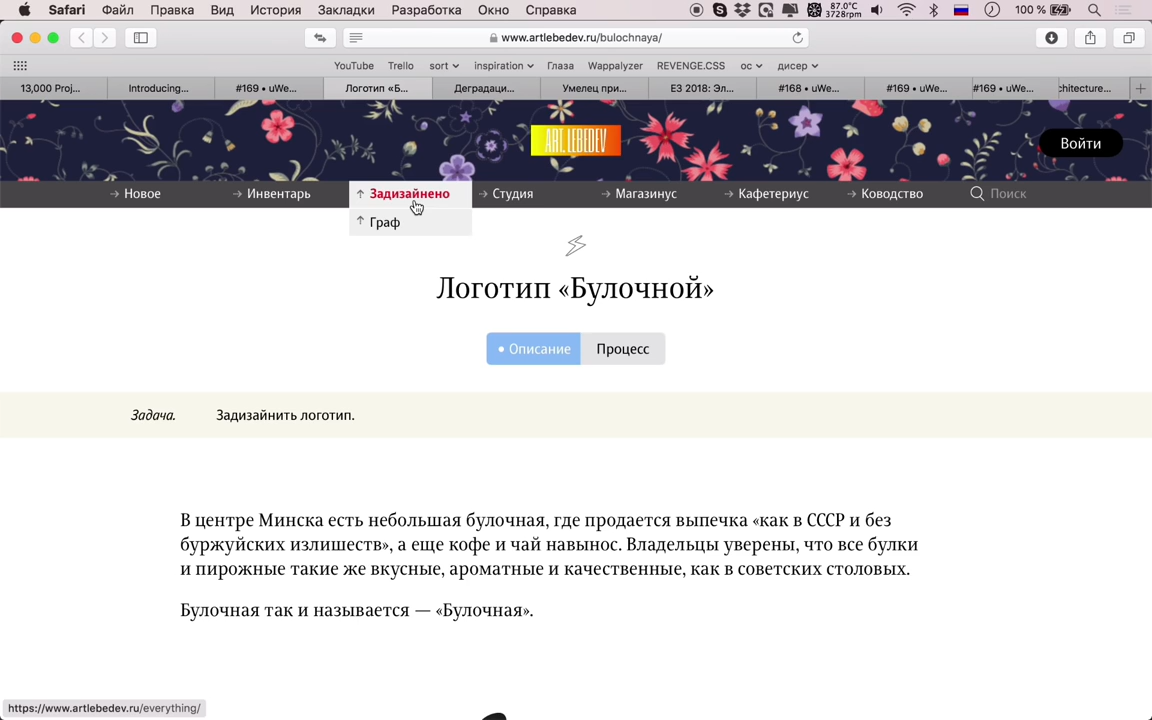 Safari Файл Правка Вид История Закладки Разработка Окно Справка 87.0°C 3728rpm 100 %
www.artlebedev.ru/bulochnaya/
YouTube Trello sort inspiration Глаза Wappalyzer REVENGE.CSS ос дисер
13,000 Proj... Introducing... #169 • uWe... Логотип «Б... Деградаци... Умелец при... E3 2018: Эл... #168 • uWe... #169 • uWe... #169 • uWe... chitecture...
ART. LEBEDEV
Войти
→ Новое → Инвентарь ↑ Задизайнено → Студия → Магазинус → Кафетериус → Ководство Поиск
↑ Граф
Логотип «Булочной»
• Описание Процесс
Задача. Задизайнить логотип.
В центре Минска есть небольшая булочная, где продается выпечка «как в СССР и без
буржуйских излишеств», а еще кофе и чай навынос. Владельцы уверены, что все булки
и пирожные такие же вкусные, ароматные и качественные, как в советских столовых.
Булочная так и называется — «Булочная».
https://www.artlebedev.ru/everything/